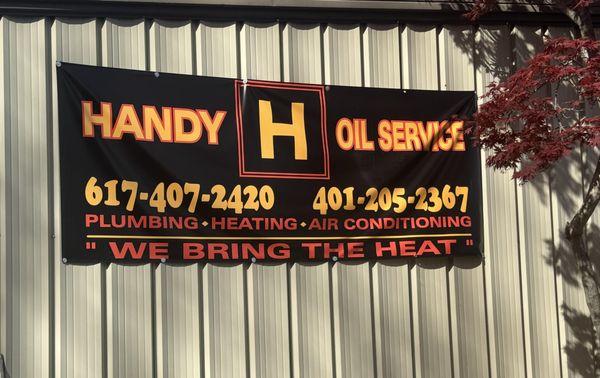 HANDY H OIL SERVICE
617-407-2420 401-205-2367
PLUMBING • HEATING • AIR CONDITIONING
" WE BRING THE HEAT "